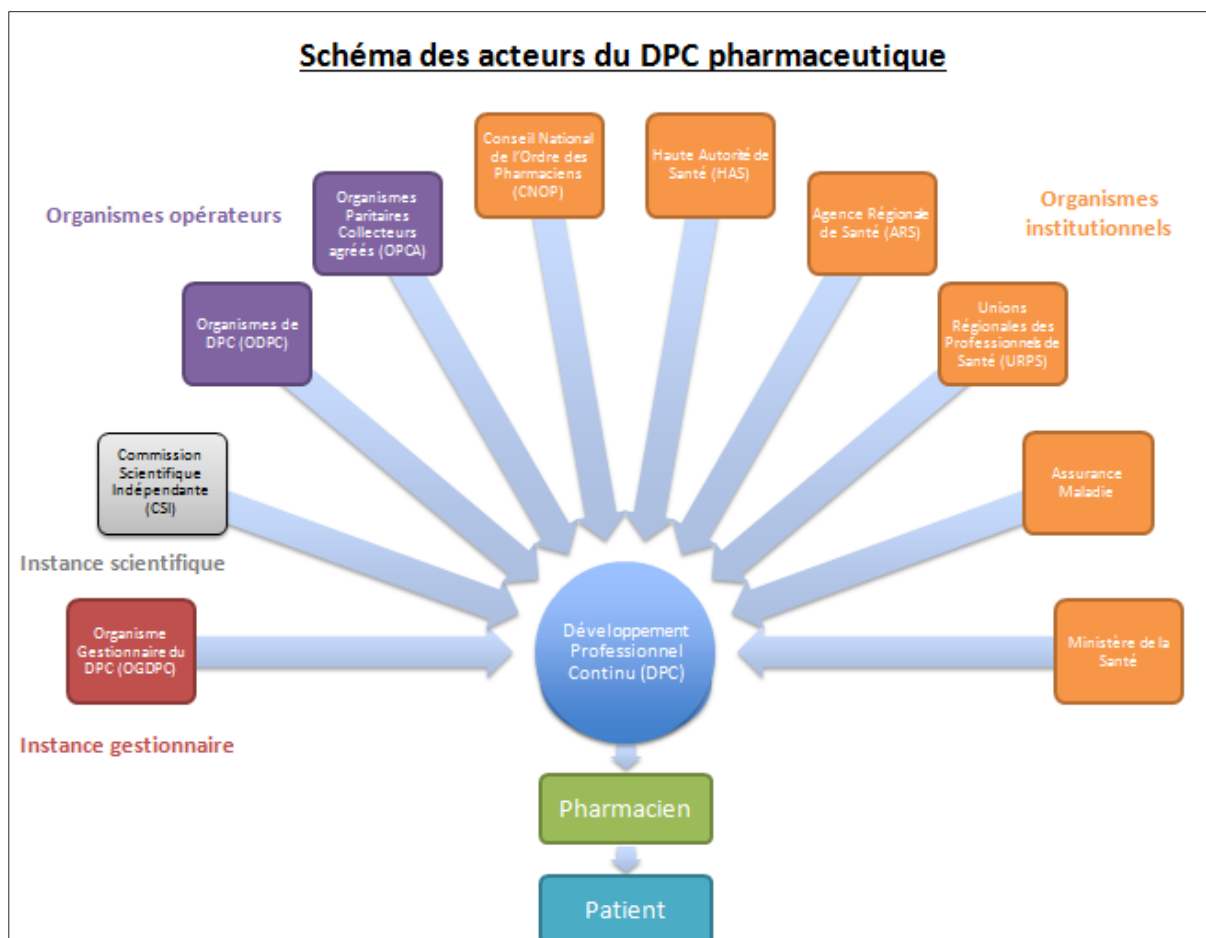 Schéma des acteurs du DPC pharmaceutique
Organismes opérateurs
Organismes
institutionnels
Organisme
Gestionnaire du
DPC (OGDPC)
Instance gestionnaire
Commission
Scientifique
Indépendante
(CSI)
Instance scientifique
Organismes de
DPC (ODPC)
Organismes
Paritaires
Collecteurs
agréés (OPCA)
Conseil National
de l'Ordre des
Pharmaciens
(CNOP)
Haute Autorité de
Santé (HAS)
Agence Régionale
de Santé (ARS)
Unions
Régionales des
Professionnels de
Santé (URPS)
Assurance
Maladie
Ministère de la
Santé
Développement
Professionnel
Continu (DPC)
Pharmacien
Patient